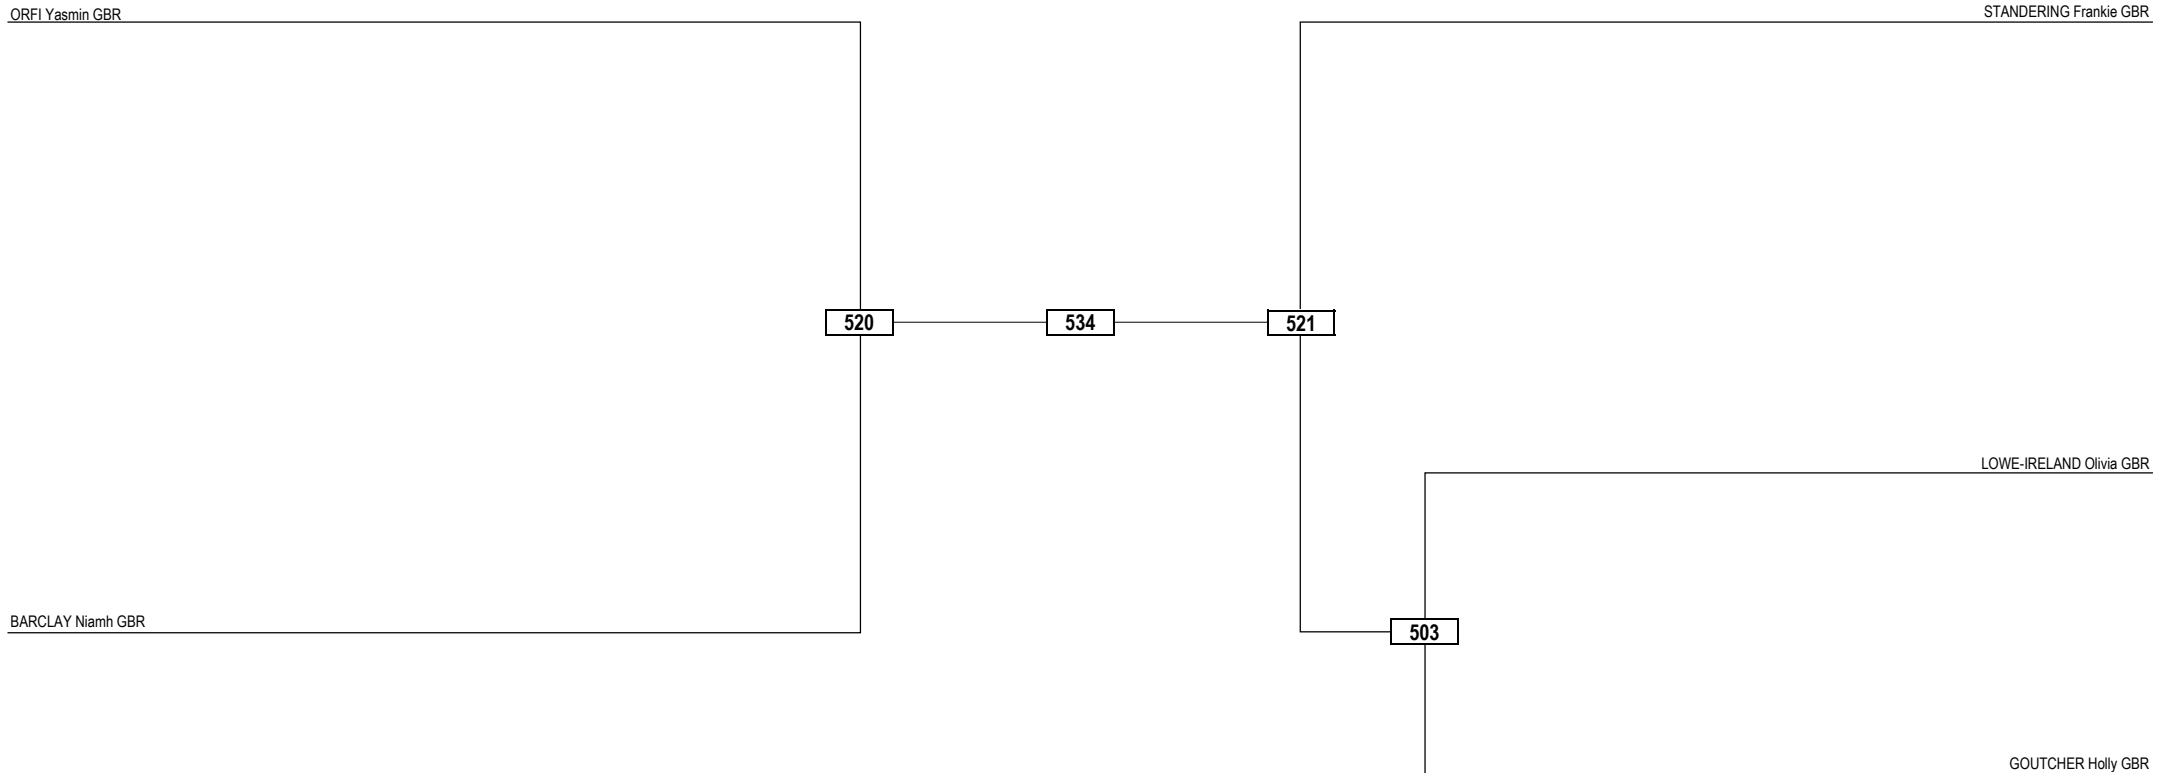 ORFI Yasmin GBR
STANDERING Frankie GBR
520
534
521
LOWE-IRELAND Olivia GBR
BARCLAY Niamh GBR
503
GOUTCHER Holly GBR